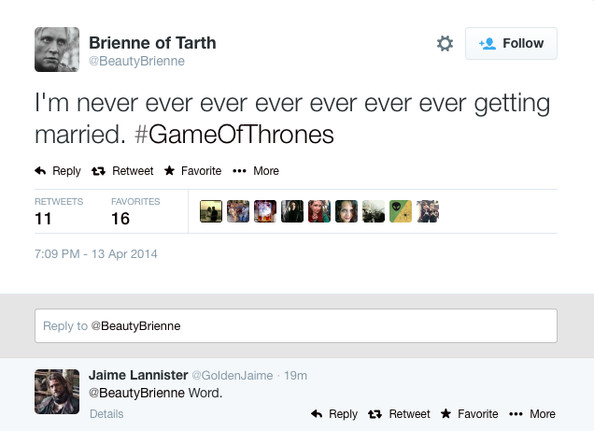 Brienne of Tarth
@BeautyBrienne
Follow
I'm never ever ever ever ever ever ever getting
married. #GameOfThrones
Reply Retweet Favorite More
RETWEETS FAVORITES
11 16
7:09 PM - 13 Apr 2014
Reply to @BeautyBrienne
Jaime Lannister @GoldenJaime · 19m
@BeautyBrienne Word.
Details Reply Retweet Favorite More